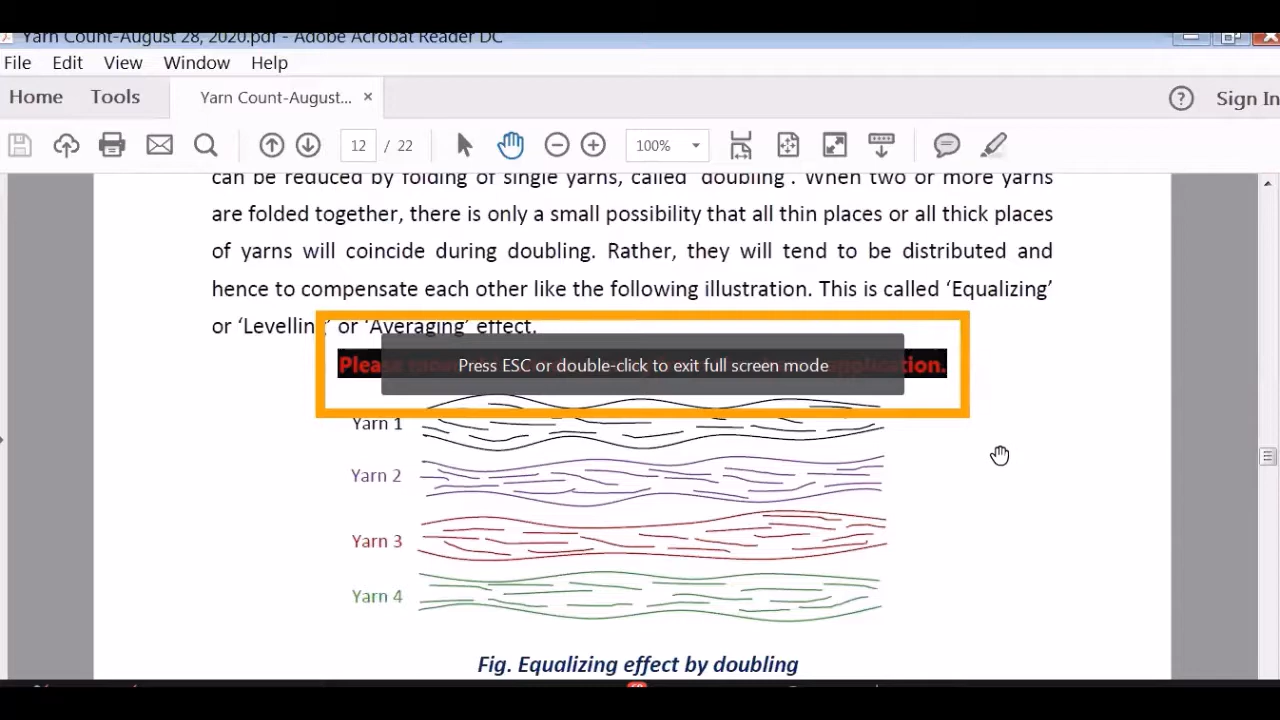 Yarn Count-August 28, 2020.pdf - Adobe Acrobat Reader DC
File Edit View Window Help
Home Tools Yarn Count-August... × ? Sign In
12 / 22 100%
can be reduced by folding of single yarns, called 'doubling'. When two or more yarns
are folded together, there is only a small possibility that all thin places or all thick places
of yarns will coincide during doubling. Rather, they will tend to be distributed and
hence to compensate each other like the following illustration. This is called ‘Equalizing’
or ‘Levelling’ or ‘Averaging’ effect.
Please application.
Press ESC or double-click to exit full screen mode
Yarn 1
Yarn 2
Yarn 3
Yarn 4
Fig. Equalizing effect by doubling